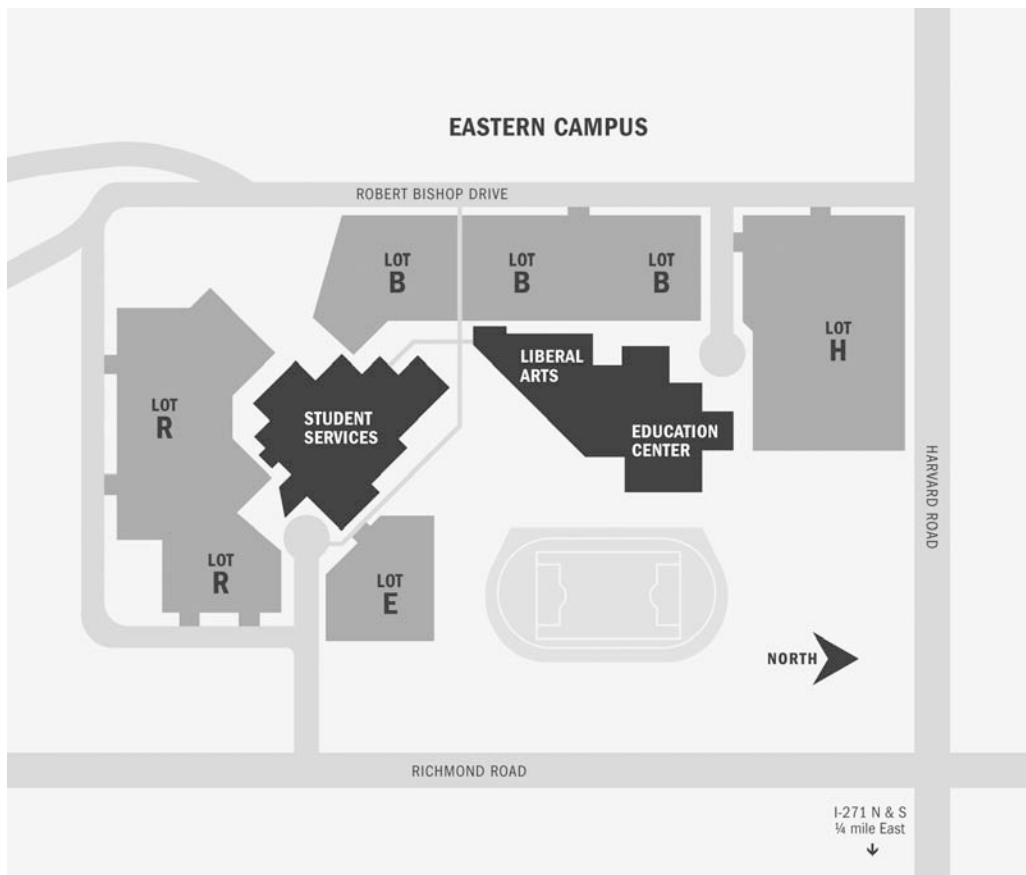 EASTERN CAMPUS
ROBERT BISHOP DRIVE
LOT
B
LOT
B
LOT
B
LOT
H
LIBERAL
ARTS
STUDENT
SERVICES
EDUCATION
CENTER
LOT
R
LOT
R
LOT
E
HARVARD ROAD
NORTH
RICHMOND ROAD
I-271 N & S
¼ mile East